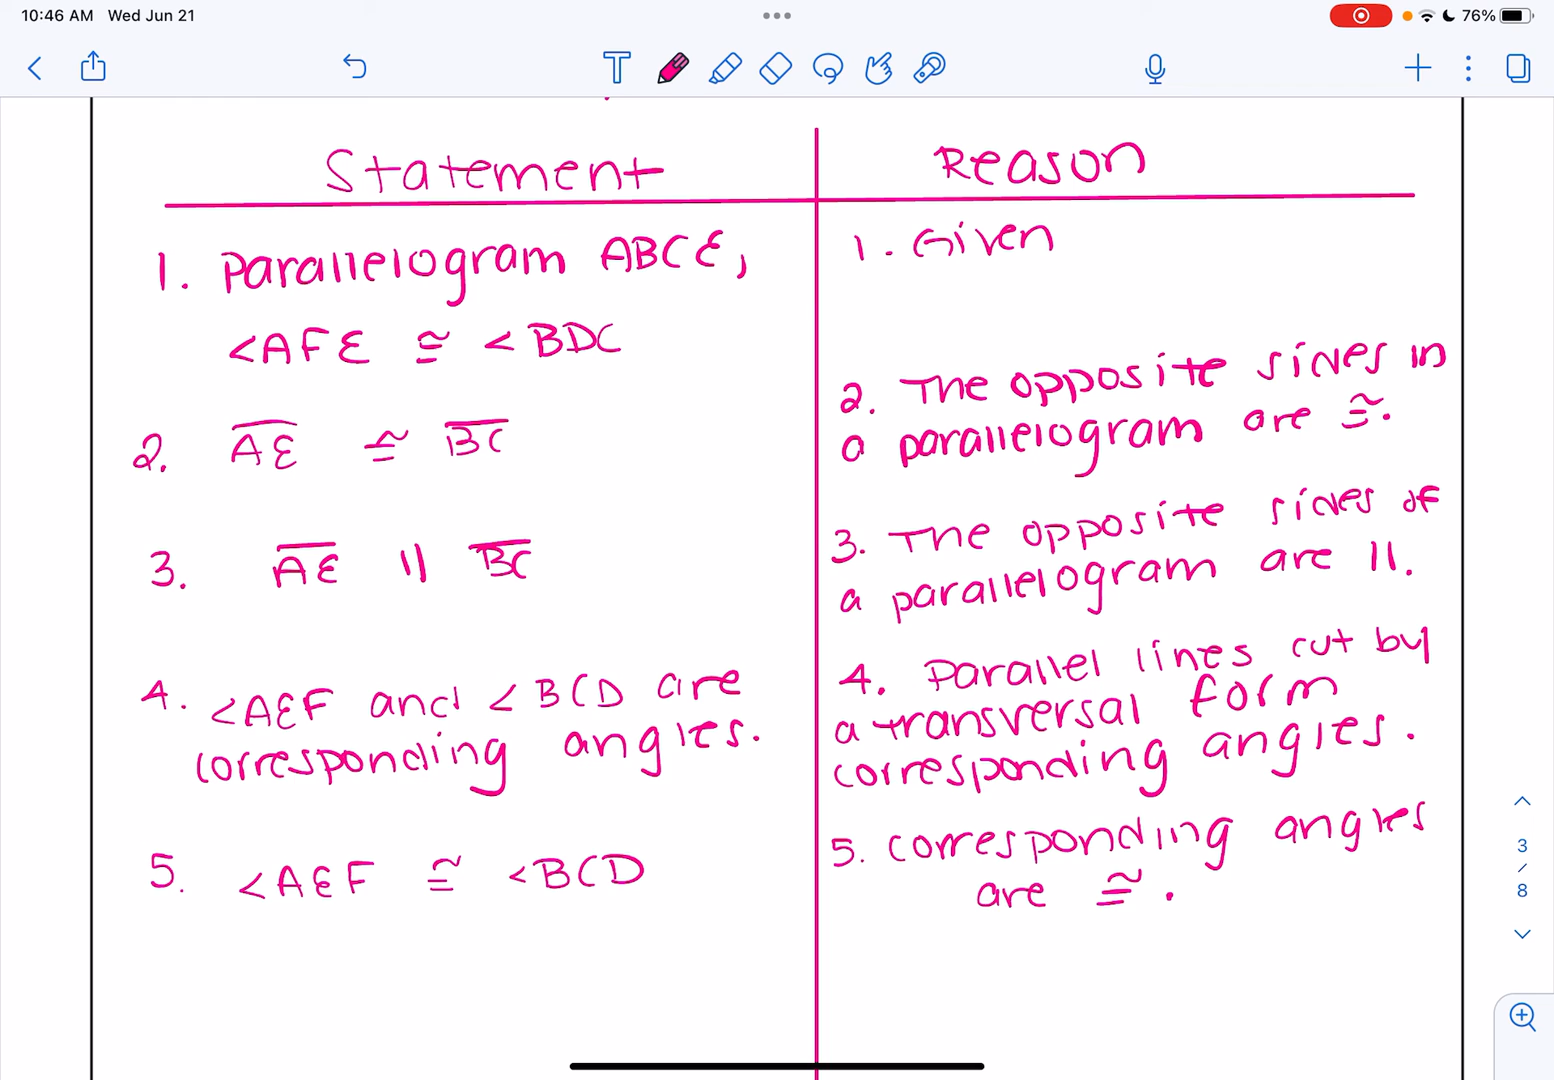 10:46 AM Wed Jun 21
76%
T
Statement
Reason
1. Parallelogram ABCE,
<AFE ≅ <BDC
1. Given
2. AE ≅ BC
2. The opposite sides in
a parallelogram are ≅.
3. AE || BC
3. The opposite sides of
a parallelogram are ||.
4. <AEF and <BCD are
corresponding angles.
4. Parallel lines cut by
a transversal form
corresponding angles.
5. <AEF ≅ <BCD
5. corresponding angles
are ≅.
3
/
8